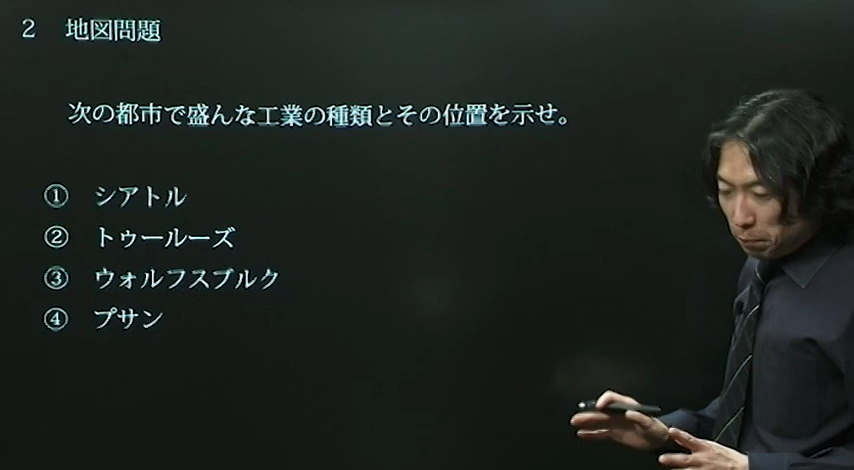 2 地図問題
次の都市で盛んな工業の種類とその位置を示せ。
① シアトル
② トゥールーズ
③ ウォルフスブルク
④ プサン